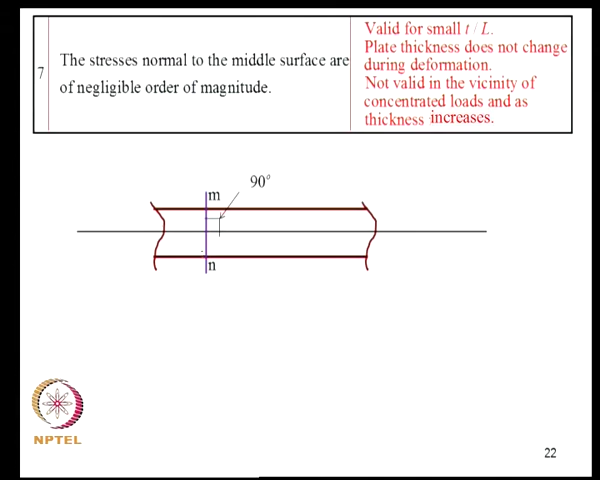 7
The stresses normal to the middle surface are
of negligible order of magnitude.
Valid for small t / L.
Plate thickness does not change
during deformation.
Not valid in the vicinity of
concentrated loads and as
thickness increases.
90°
m
n
NPTEL
22